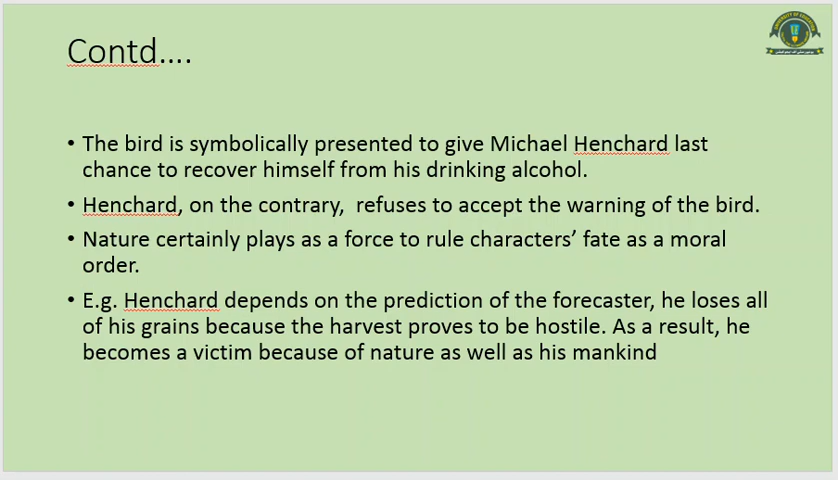 Contd....
• The bird is symbolically presented to give Michael Henchard last
chance to recover himself from his drinking alcohol.
• Henchard, on the contrary,  refuses to accept the warning of the bird.
• Nature certainly plays as a force to rule characters’ fate as a moral
order.
• E.g. Henchard depends on the prediction of the forecaster, he loses all
of his grains because the harvest proves to be hostile. As a result, he
becomes a victim because of nature as well as his mankind